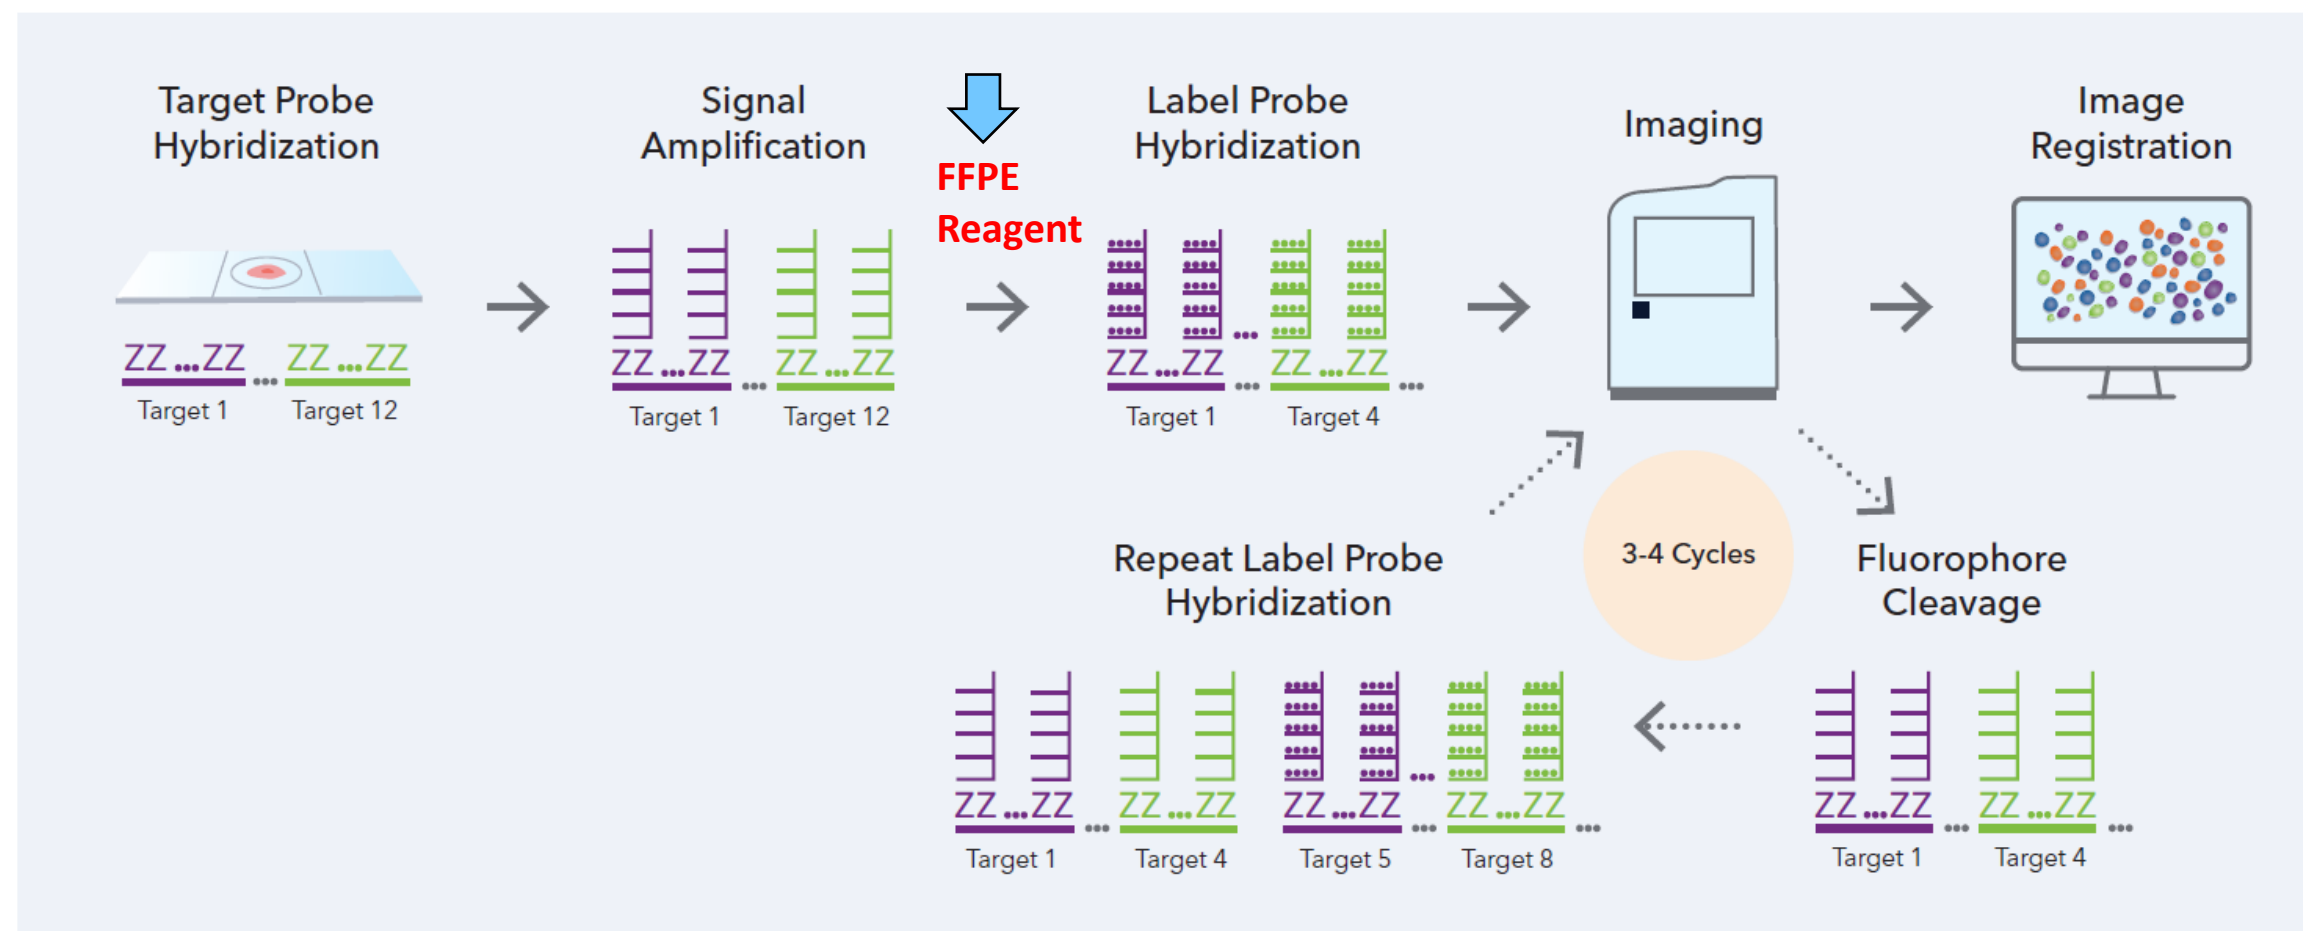 Target Probe
Hybridization
ZZ...ZZ ... ZZ...ZZ
Target 1
Target 12
Signal
Amplification
ZZ...ZZ ... ZZ...ZZ
Target 1
Target 12
FFPE
Reagent
Label Probe
Hybridization
ZZ...ZZ ... ZZ...ZZ ...
Target 1
Target 4
Imaging
Image
Registration
3-4 Cycles
Fluorophore
Cleavage
ZZ...ZZ ... ZZ...ZZ ...
Target 1
Target 4
Repeat Label Probe
Hybridization
ZZ...ZZ ... ZZ...ZZ ZZ...ZZ ... ZZ...ZZ ...
Target 1
Target 4
Target 5
Target 8